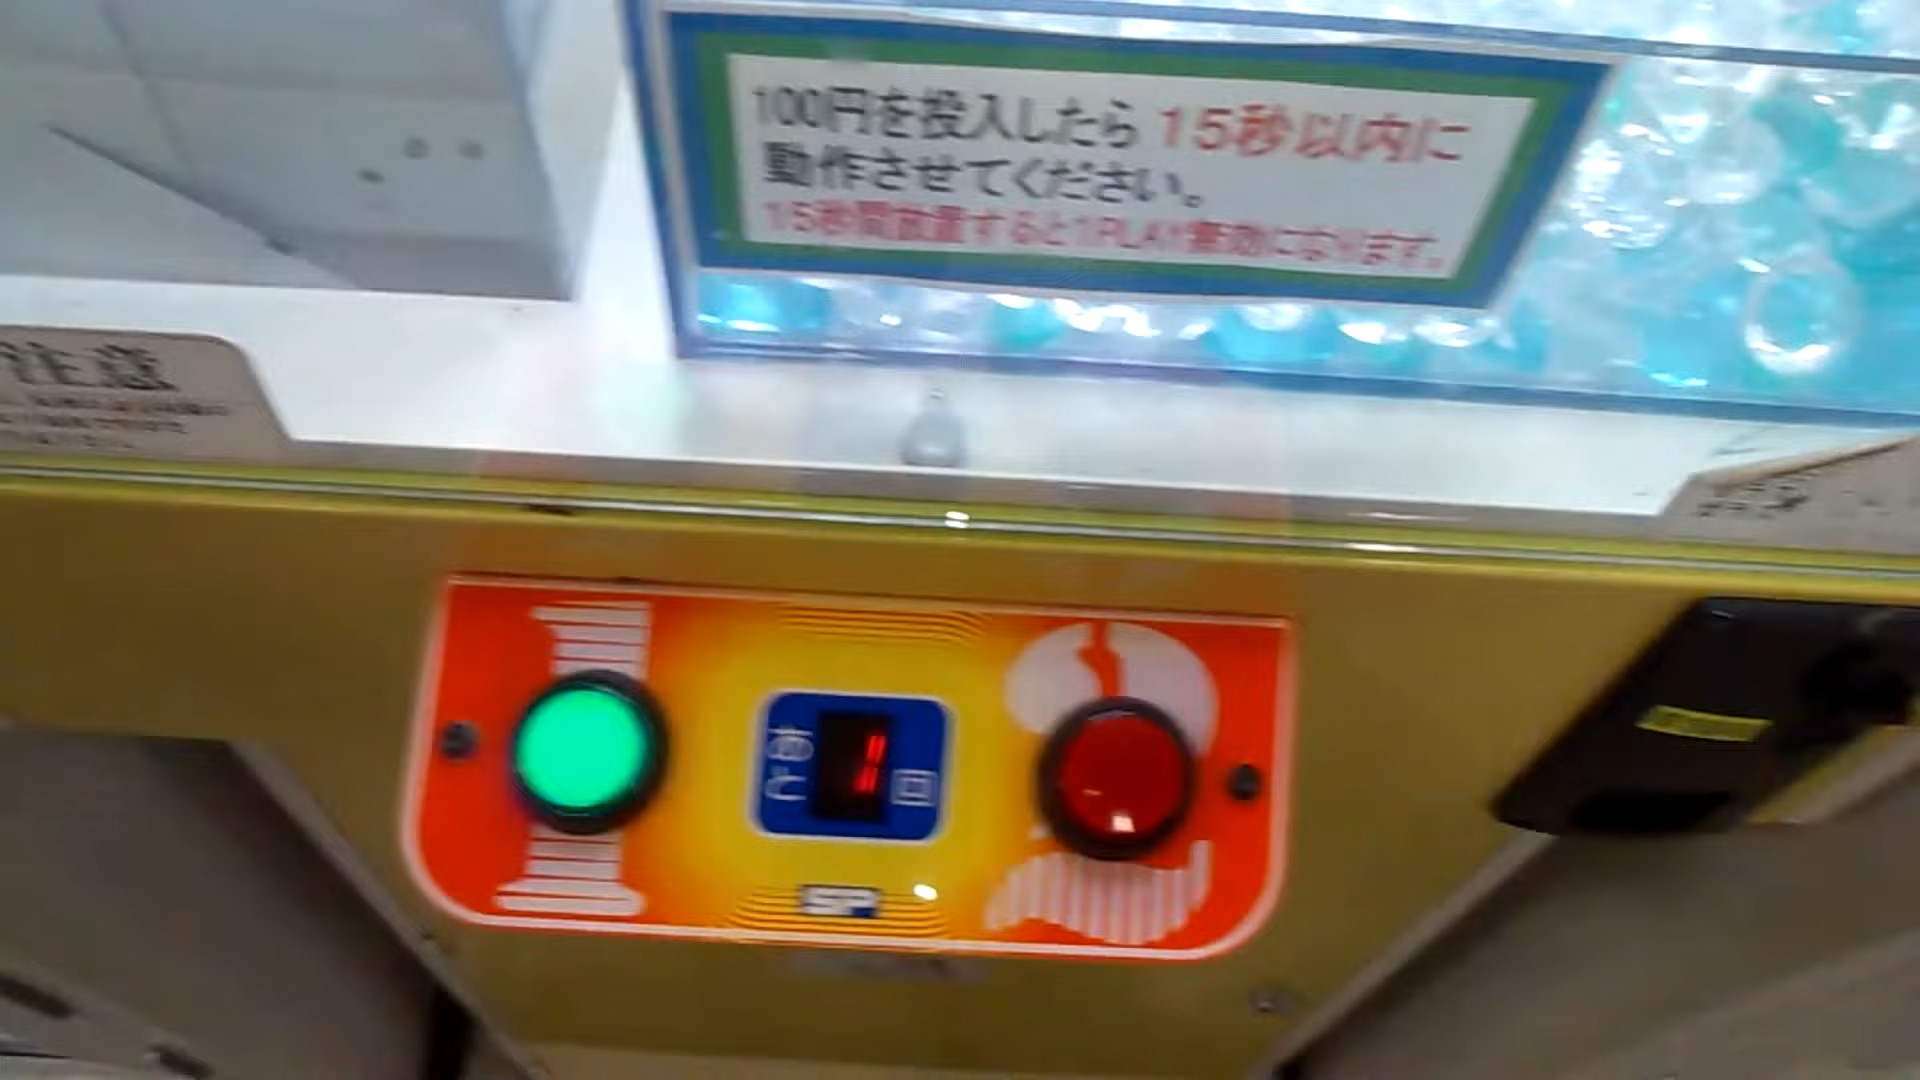 100円を投入したら 15秒以内に
動作させてください。
15秒間放置すると1PLAY無効になります。
注意
あと 1 回
SP